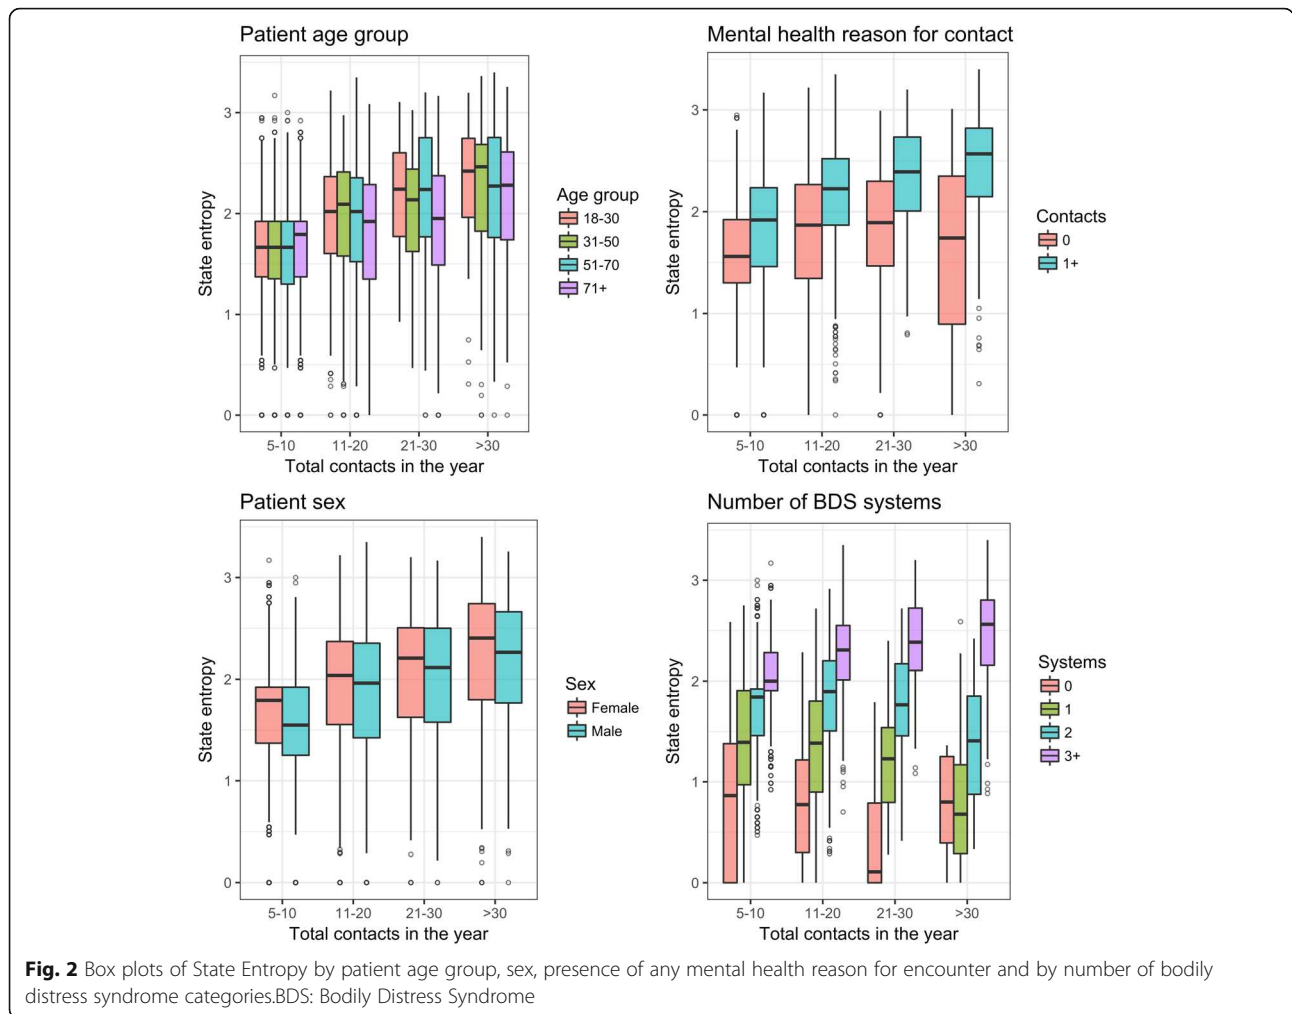 Patient age group
State entropy
3
2
1
0
5-10 11-20 21-30 >30
Total contacts in the year
Age group
18-30
31-50
51-70
71+
Mental health reason for contact
State entropy
3
2
1
0
5-10 11-20 21-30 >30
Total contacts in the year
Contacts
0
1+
Patient sex
State entropy
3
2
1
0
5-10 11-20 21-30 >30
Total contacts in the year
Sex
Female
Male
Number of BDS systems
State entropy
3
2
1
0
5-10 11-20 21-30 >30
Total contacts in the year
Systems
0
1
2
3+
Fig. 2 Box plots of State Entropy by patient age group, sex, presence of any mental health reason for encounter and by number of bodily
distress syndrome categories.BDS: Bodily Distress Syndrome